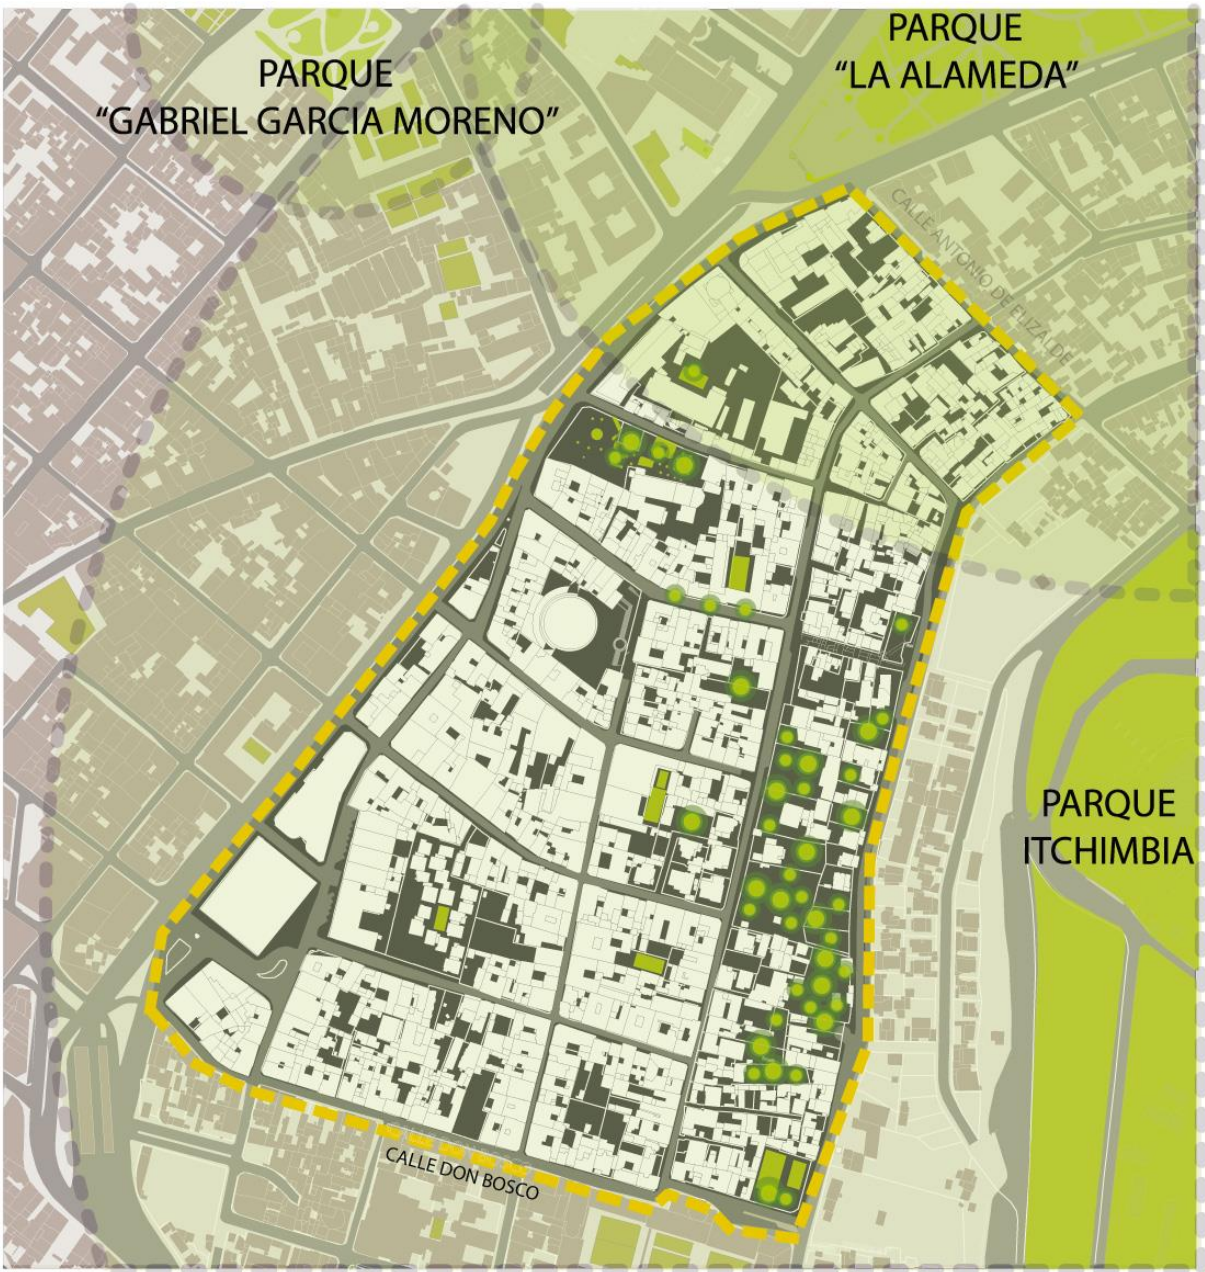 PARQUE
“GABRIEL GARCIA MORENO”
PARQUE
“LA ALAMEDA”
CALLE ANTONIO DE ELIZALDE
PARQUE
ITCHIMBIA
CALLE DON BOSCO